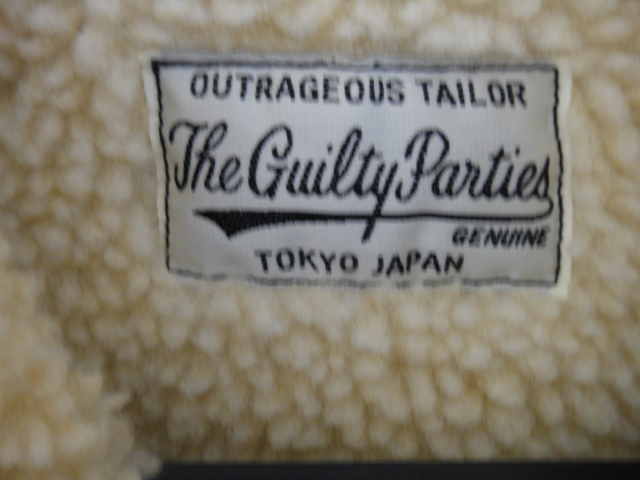 OUTRAGEOUS TAILOR
The Guilty Parties
GENUINE
TOKYO JAPAN